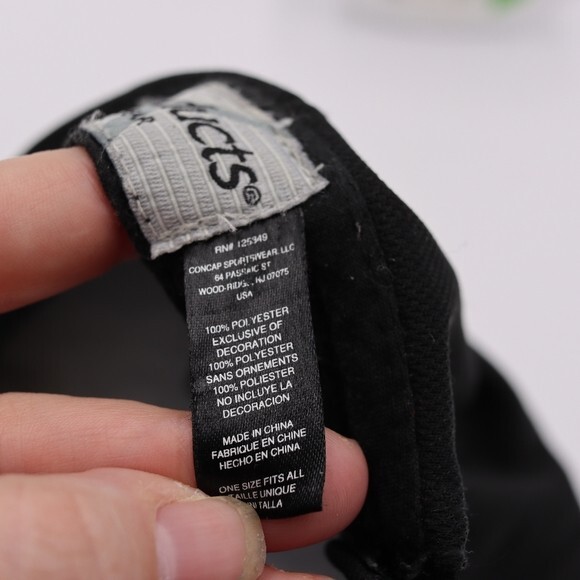 ucts®
AR
RN# 125349
CONCAP SPORTSWEAR, LLC
64 PASSAIC ST
WOOD-RIDGE, NJ 07075
USA
100% POLYESTER
EXCLUSIVE OF
DECORATION
100% POLYESTER
SANS ORNEMENTS
100% POLIESTER
NO INCLUYE LA
DECORACION
MADE IN CHINA
FABRIQUE EN CHINE
HECHO EN CHINA
ONE SIZE FITS ALL
TAILLE UNIQUE
TALLA